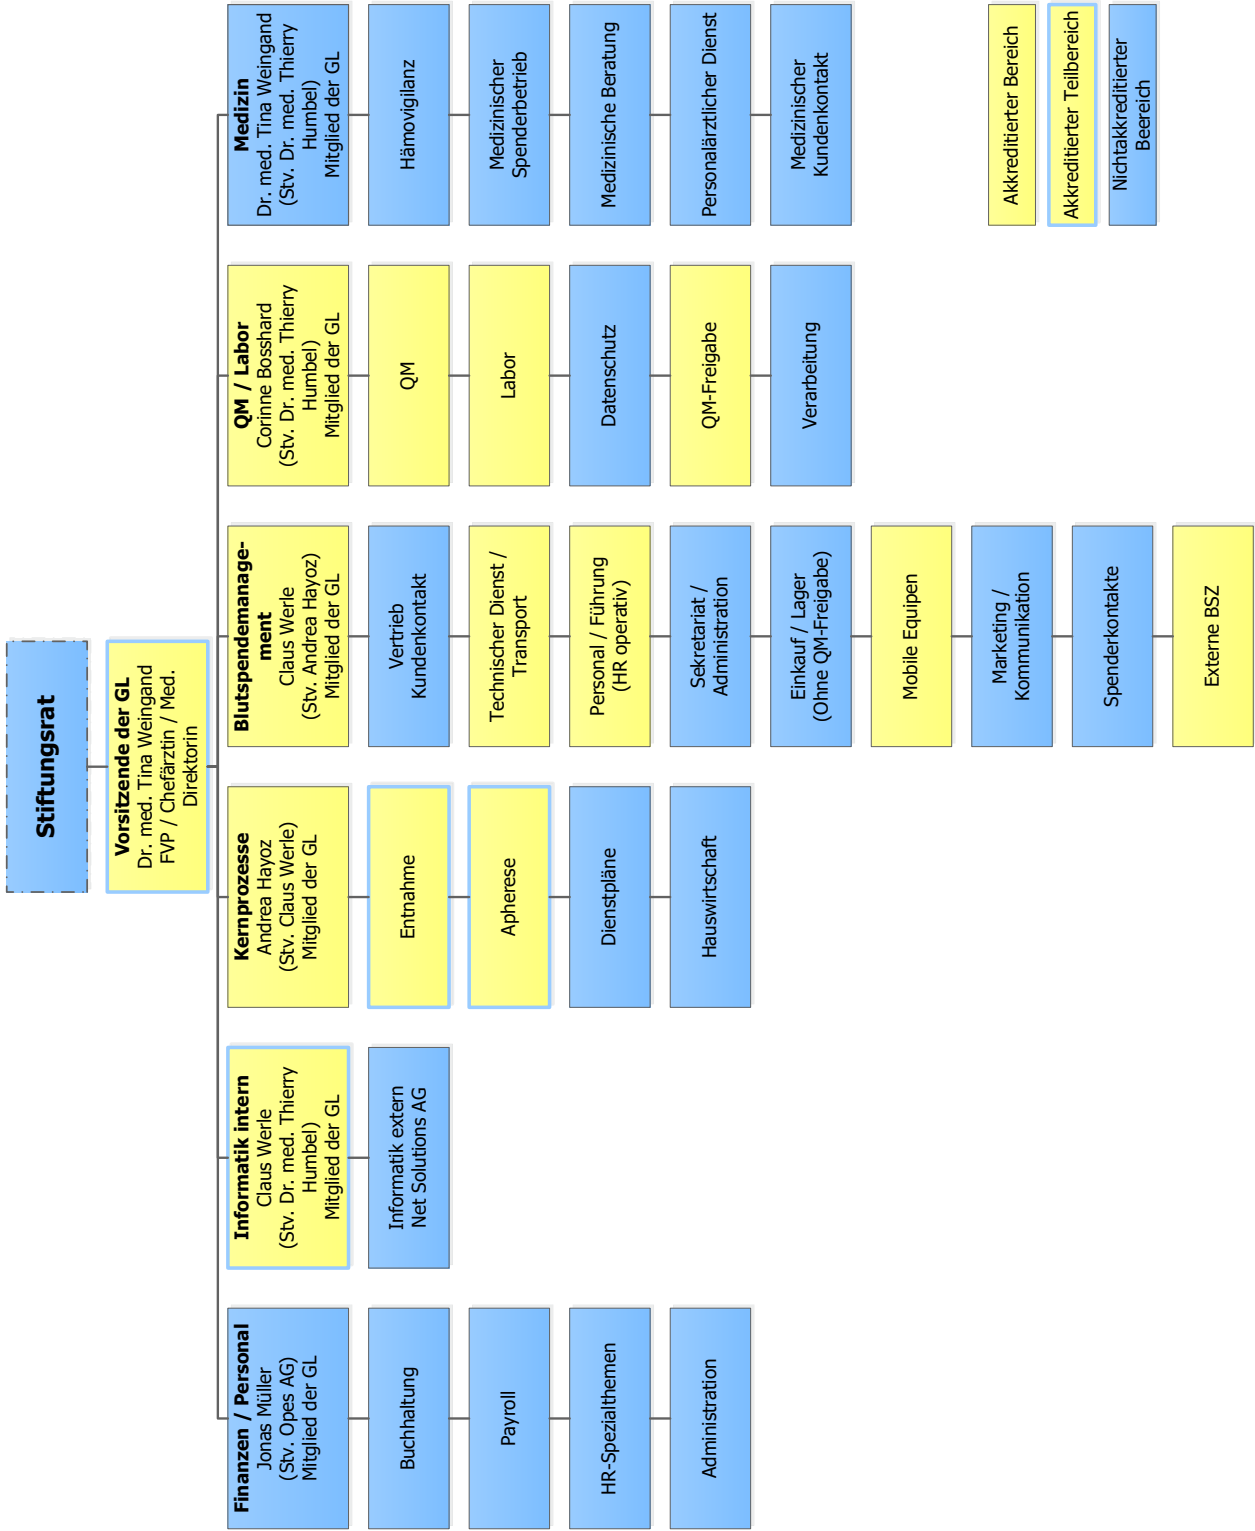 Stiftungsrat
Vorsitzende der GL
Dr. med. Tina Weingand
FVP / Chefärztin / Med.
Direktorin
Finanzen / Personal
Jonas Müller
(Stv. Opes AG)
Mitglied der GL
Buchhaltung
Payroll
HR-Spezialthemen
Administration
Informatik intern
Claus Werle
(Stv. Dr. med. Thierry
Humbel)
Mitglied der GL
Informatik extern
Net Solutions AG
Kernprozesse
Andrea Hayoz
(Stv. Claus Werle)
Mitglied der GL
Entnahme
Apherese
Dienstpläne
Hauswirtschaft
Blutspendemanage-
ment
Claus Werle
(Stv. Andrea Hayoz)
Mitglied der GL
Vertrieb
Kundenkontakt
Technischer Dienst /
Transport
Personal / Führung
(HR operativ)
Sekretariat /
Administration
Einkauf / Lager
(Ohne QM-Freigabe)
Mobile Equipen
Marketing /
Kommunikation
Spenderkontakte
Externe BSZ
QM / Labor
Corinne Bosshard
(Stv. Dr. med. Thierry
Humbel)
Mitglied der GL
QM
Labor
Datenschutz
QM-Freigabe
Verarbeitung
Medizin
Dr. med. Tina Weingand
(Stv. Dr. med. Thierry
Humbel)
Mitglied der GL
Hämovigilanz
Medizinischer
Spenderbetrieb
Medizinische Beratung
Personalärztlicher Dienst
Medizinischer
Kundenkontakt
Akkreditierter Bereich
Akkreditierter Teilbereich
Nichtakkreditierter
Beereich